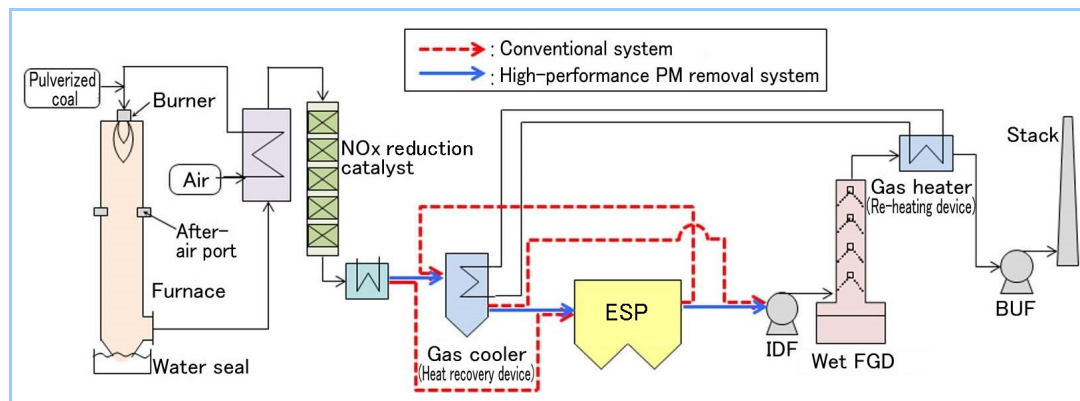 : Conventional system
: High-performance PM removal system
Pulverized
coal
Burner
Air
After-
air port
Furnace
Water seal
NOx reduction
catalyst
Gas cooler
(Heat recovery device)
ESP
IDF
Wet FGD
Gas heater
(Re-heating device)
BUF
Stack